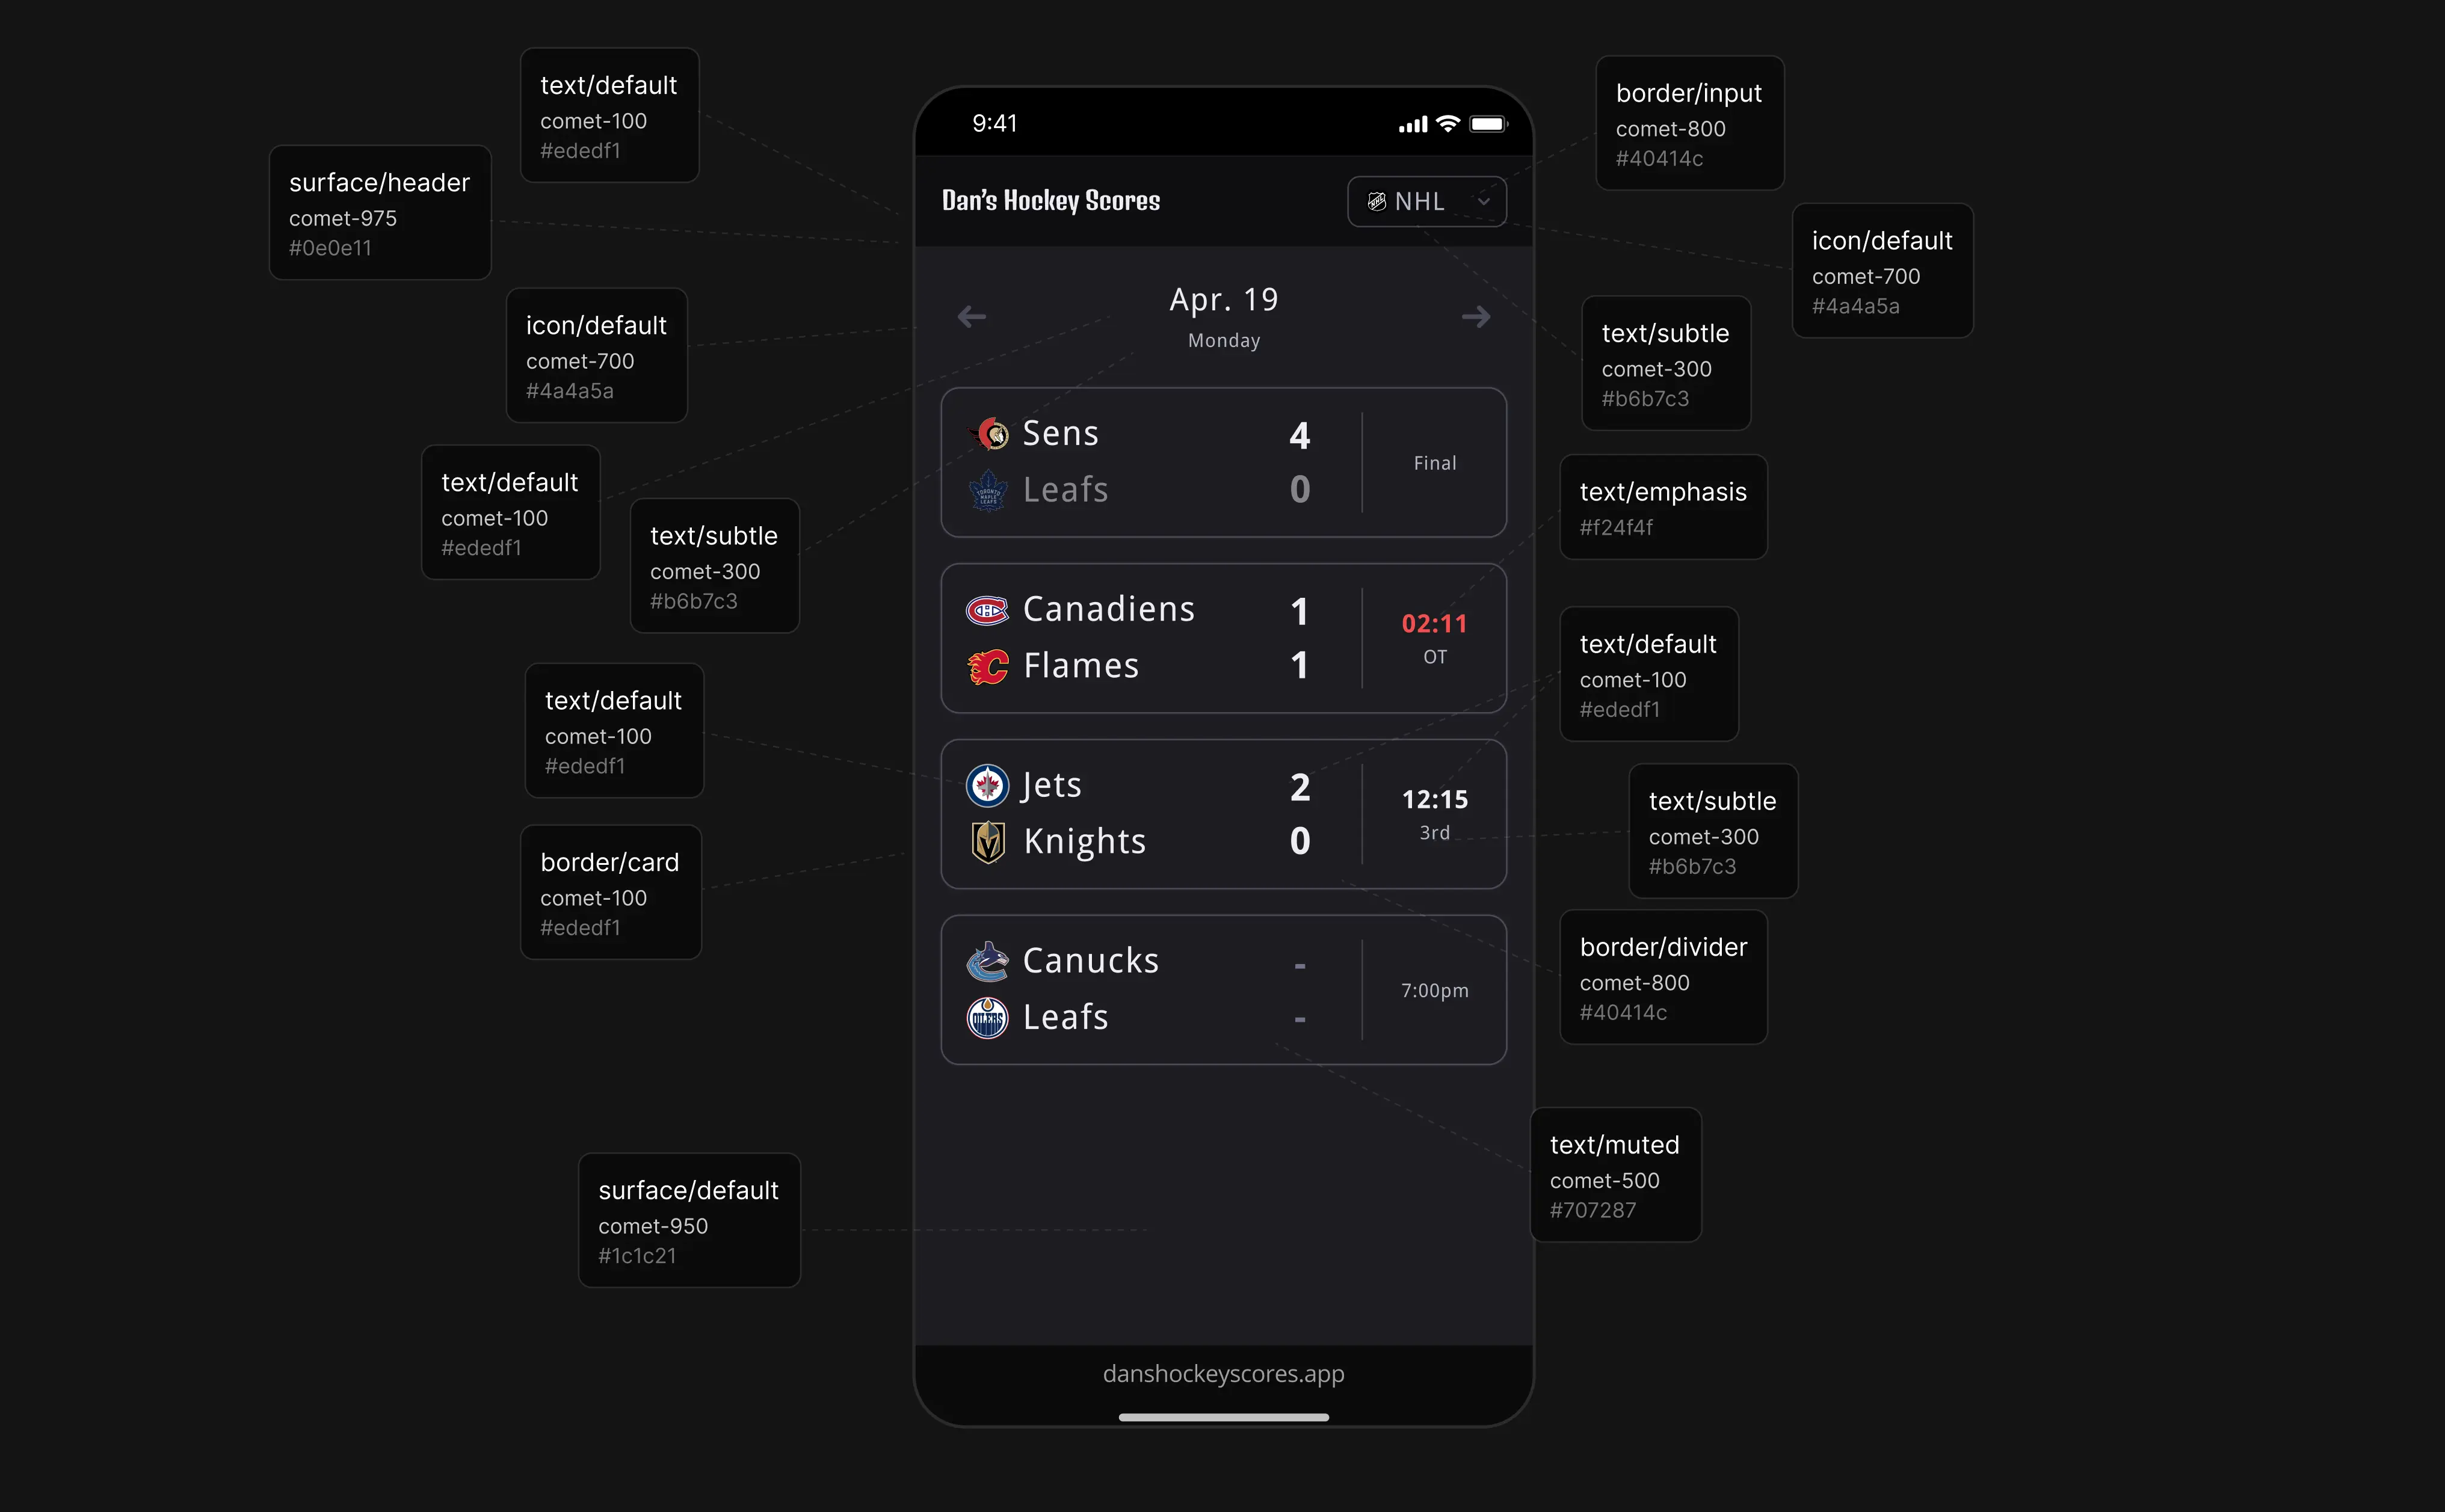 text/default
comet-100
#ededf1
surface/header
comet-975
#0e0e11
icon/default
comet-700
#4a4a5a
text/default
comet-100
#ededf1
text/subtle
comet-300
#b6b7c3
text/default
comet-100
#ededf1
border/card
comet-100
#ededf1
surface/default
comet-950
#1c1c21
9:41
Dan’s Hockey Scores
NHL
Apr. 19
Monday
Sens 4
Final
Leafs 0
TORONTO MAPLE LEAFS
Canadiens 1
02:11
OT
Flames 1
Jets 2
12:15
3rd
Knights 0
Canucks -
7:00pm
Leafs -
OILERS
danshockeyscores.app
border/input
comet-800
#40414c
icon/default
comet-700
#4a4a5a
text/subtle
comet-300
#b6b7c3
text/emphasis
#f24f4f
text/default
comet-100
#ededf1
text/subtle
comet-300
#b6b7c3
border/divider
comet-800
#40414c
text/muted
comet-500
#707287